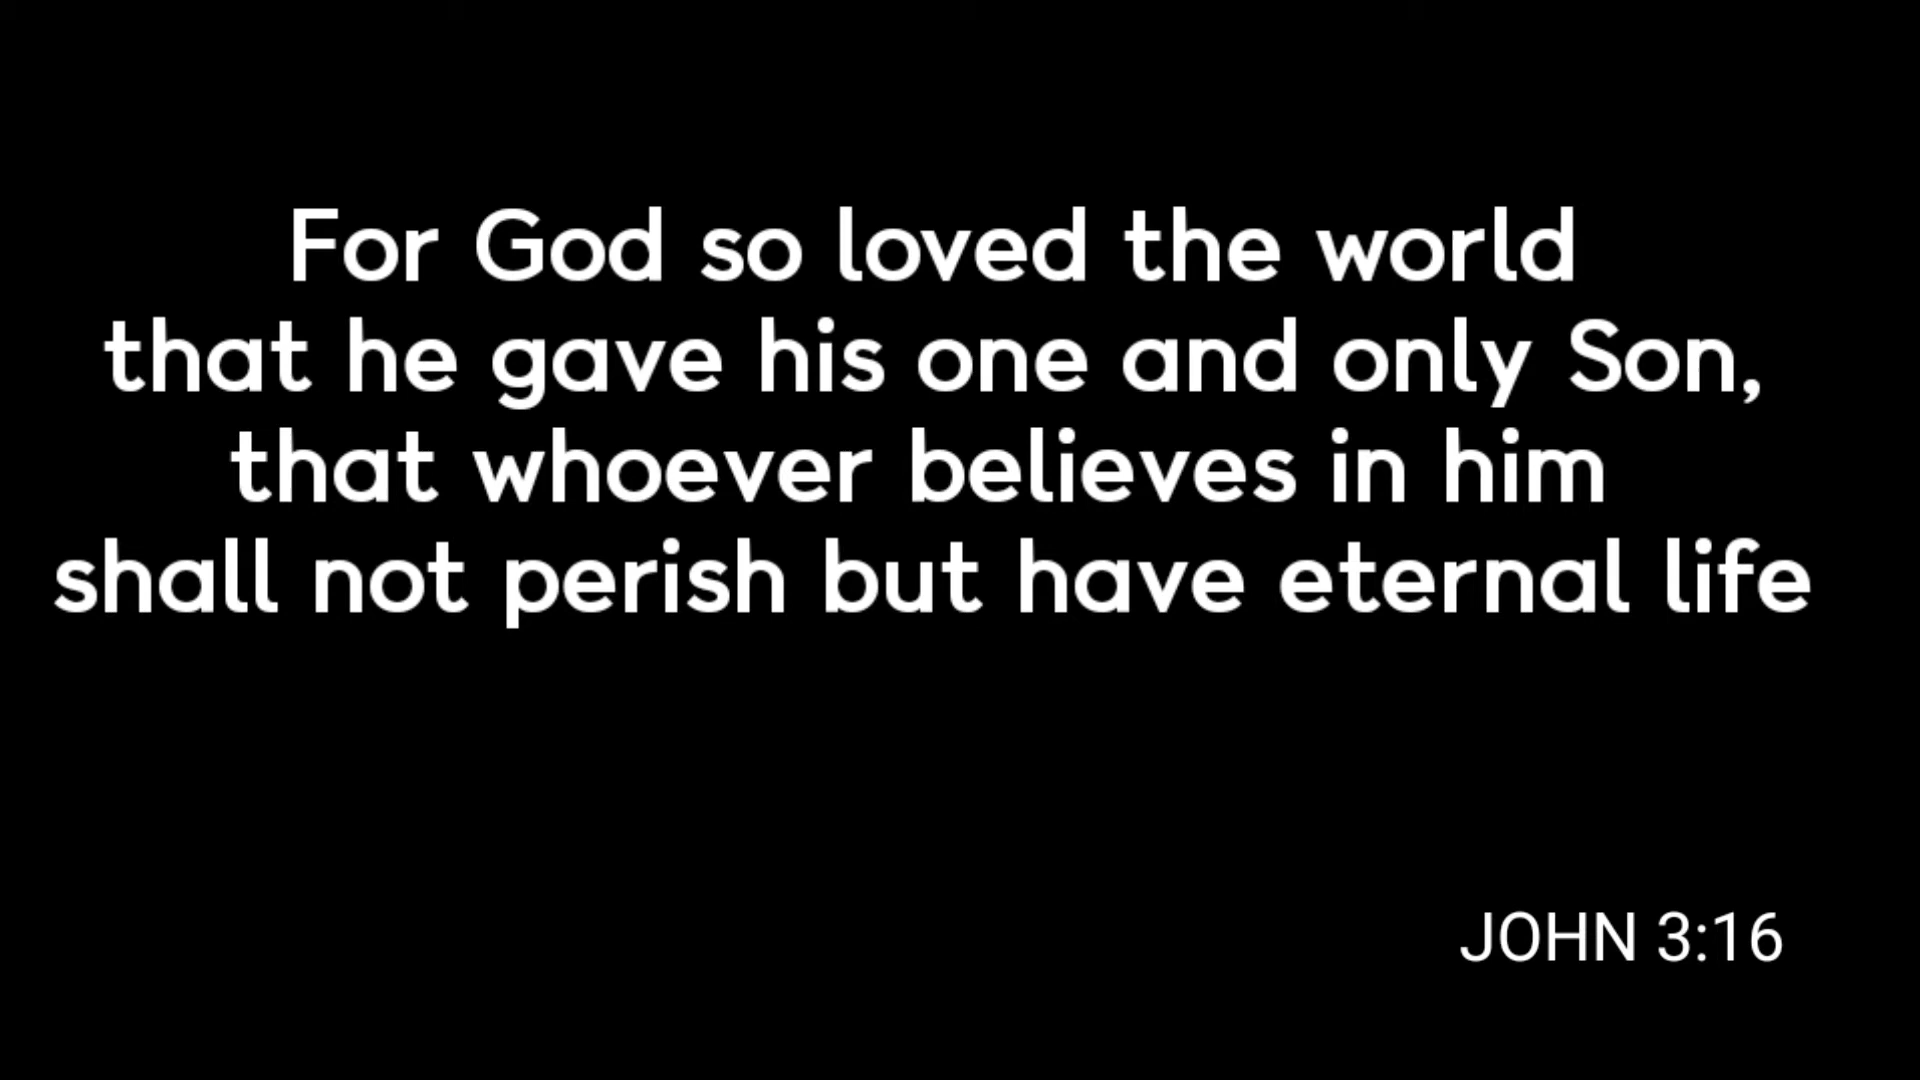 For God so loved the world
that he gave his one and only Son,
that whoever believes in him
shall not perish but have eternal life
JOHN 3:16